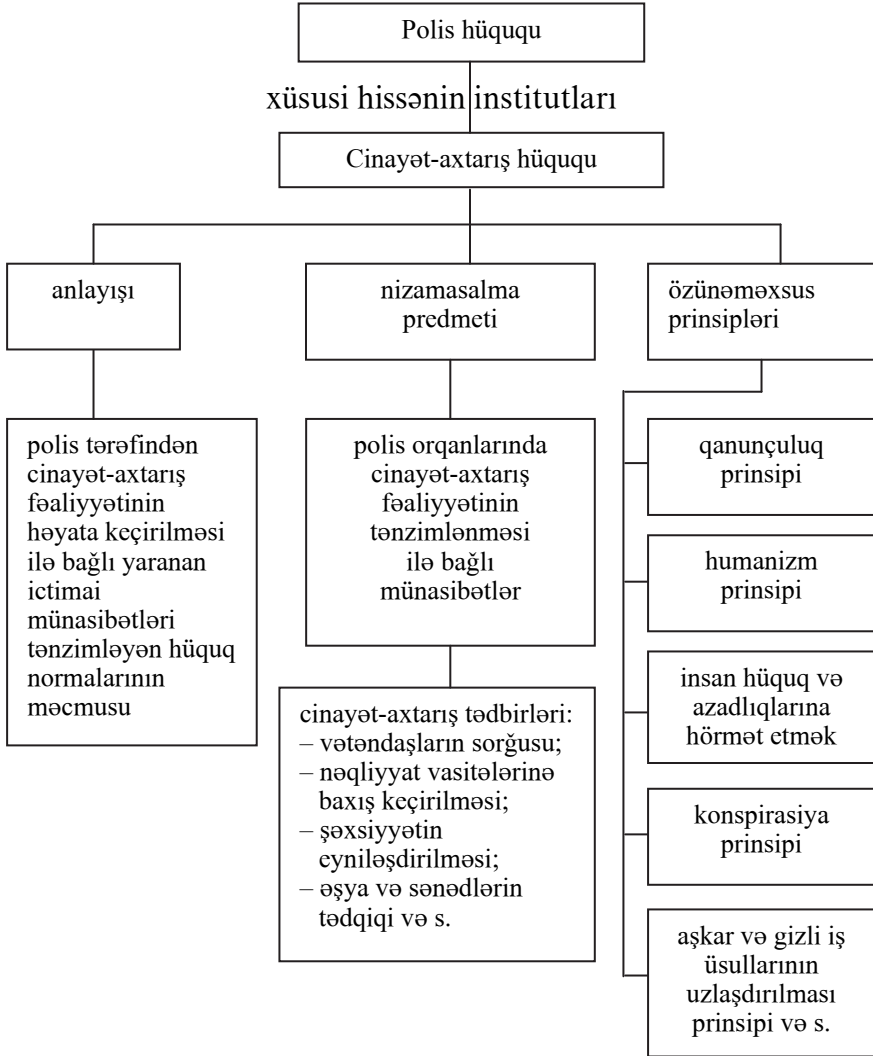 Polis hüququ
xüsusi hissənin institutları
Cinayət-axtarış hüququ
anlayışı
nizamasalma
predmeti
özünəməxsus
prinsipləri
polis tərəfindən
cinayət-axtarış
fəaliyyətinin
həyata keçirilməsi
ilə bağlı yaranan
ictimai
münasibətləri
tənzimləyən hüquq
normalarının
məcmusu
polis orqanlarında
cinayət-axtarış
fəaliyyətinin
tənzimlənməsi
ilə bağlı
münasibətlər
cinayət-axtarış tədbirləri:
– vətəndaşların sorğusu;
– nəqliyyat vasitələrinə
baxış keçirilməsi;
– şəxsiyyətin
eyniləşdirilməsi;
– əşya və sənədlərin
tədqiqi və s.
qanunçuluq
prinsipi
humanizm
prinsipi
insan hüquq və
azadlıqlarına
hörmət etmək
konspirasiya
prinsipi
aşkar və gizli iş
üsullarının
uzlaşdırılması
prinsipi və s.